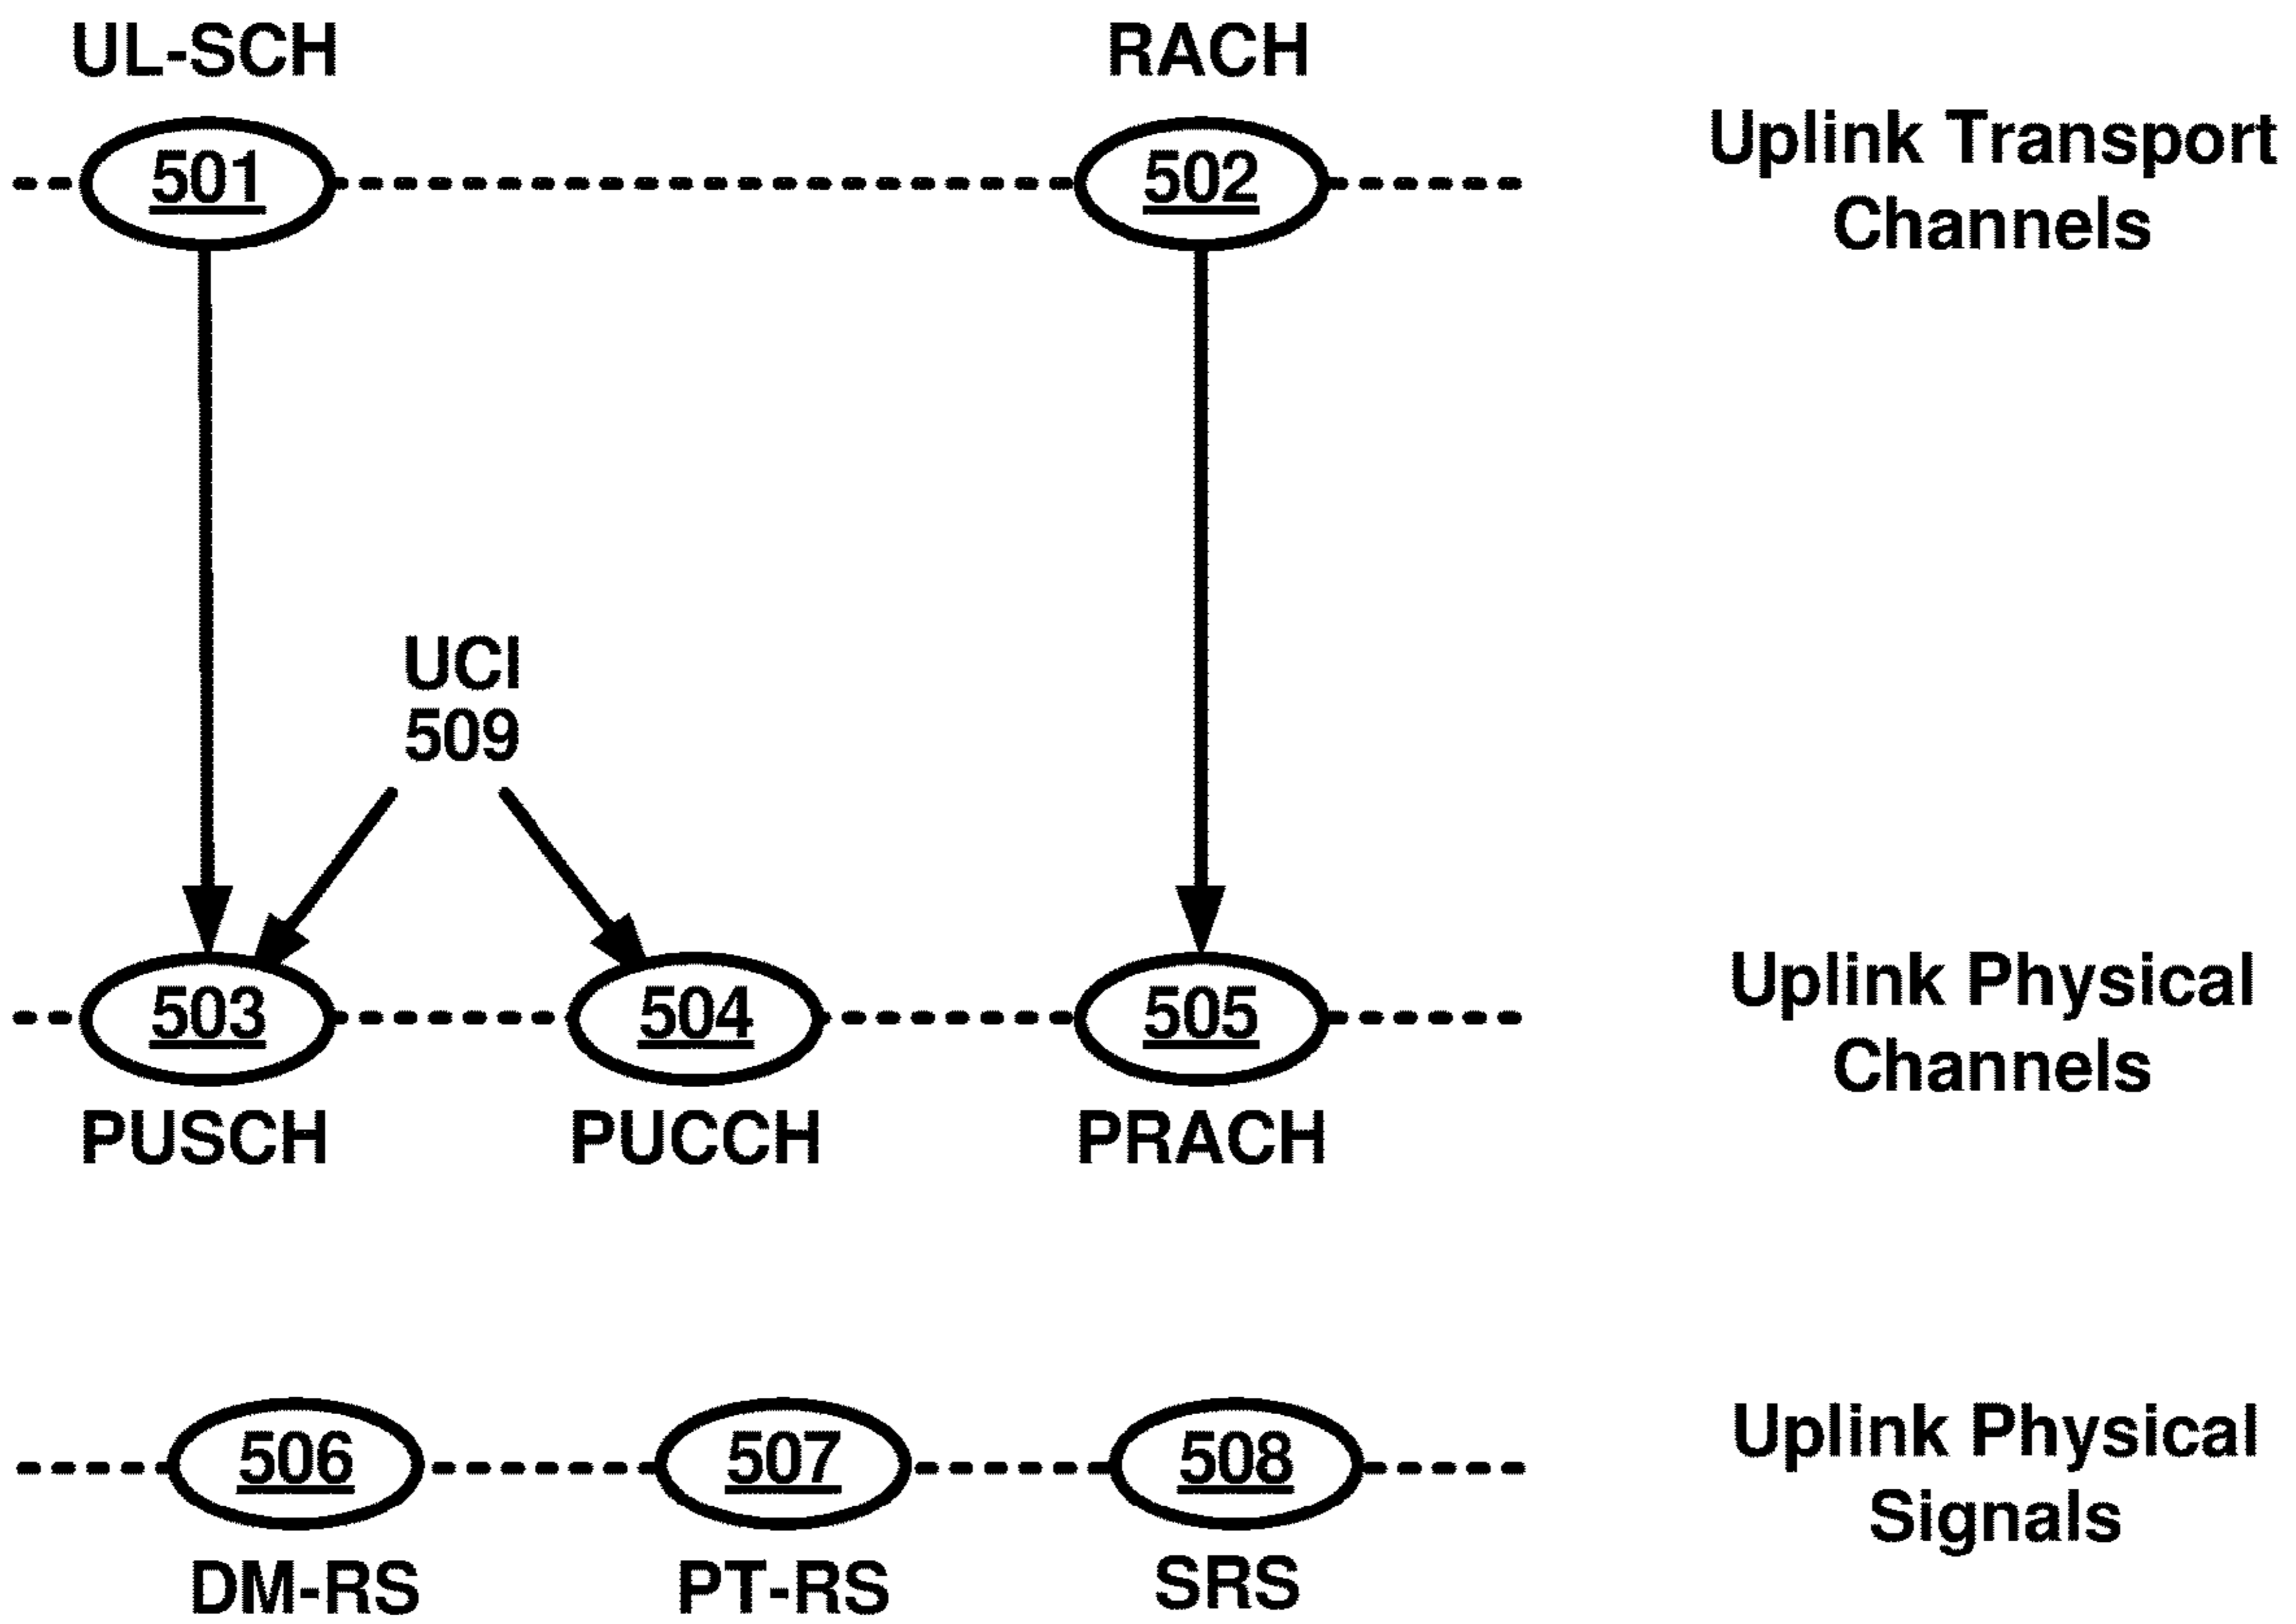 UL-SCH
RACH
501
502
Uplink Transport
Channels
UCI
509
503
504
505
Uplink Physical
Channels
PUSCH
PUCCH
PRACH
506
507
508
Uplink Physical
Signals
DM-RS
PT-RS
SRS